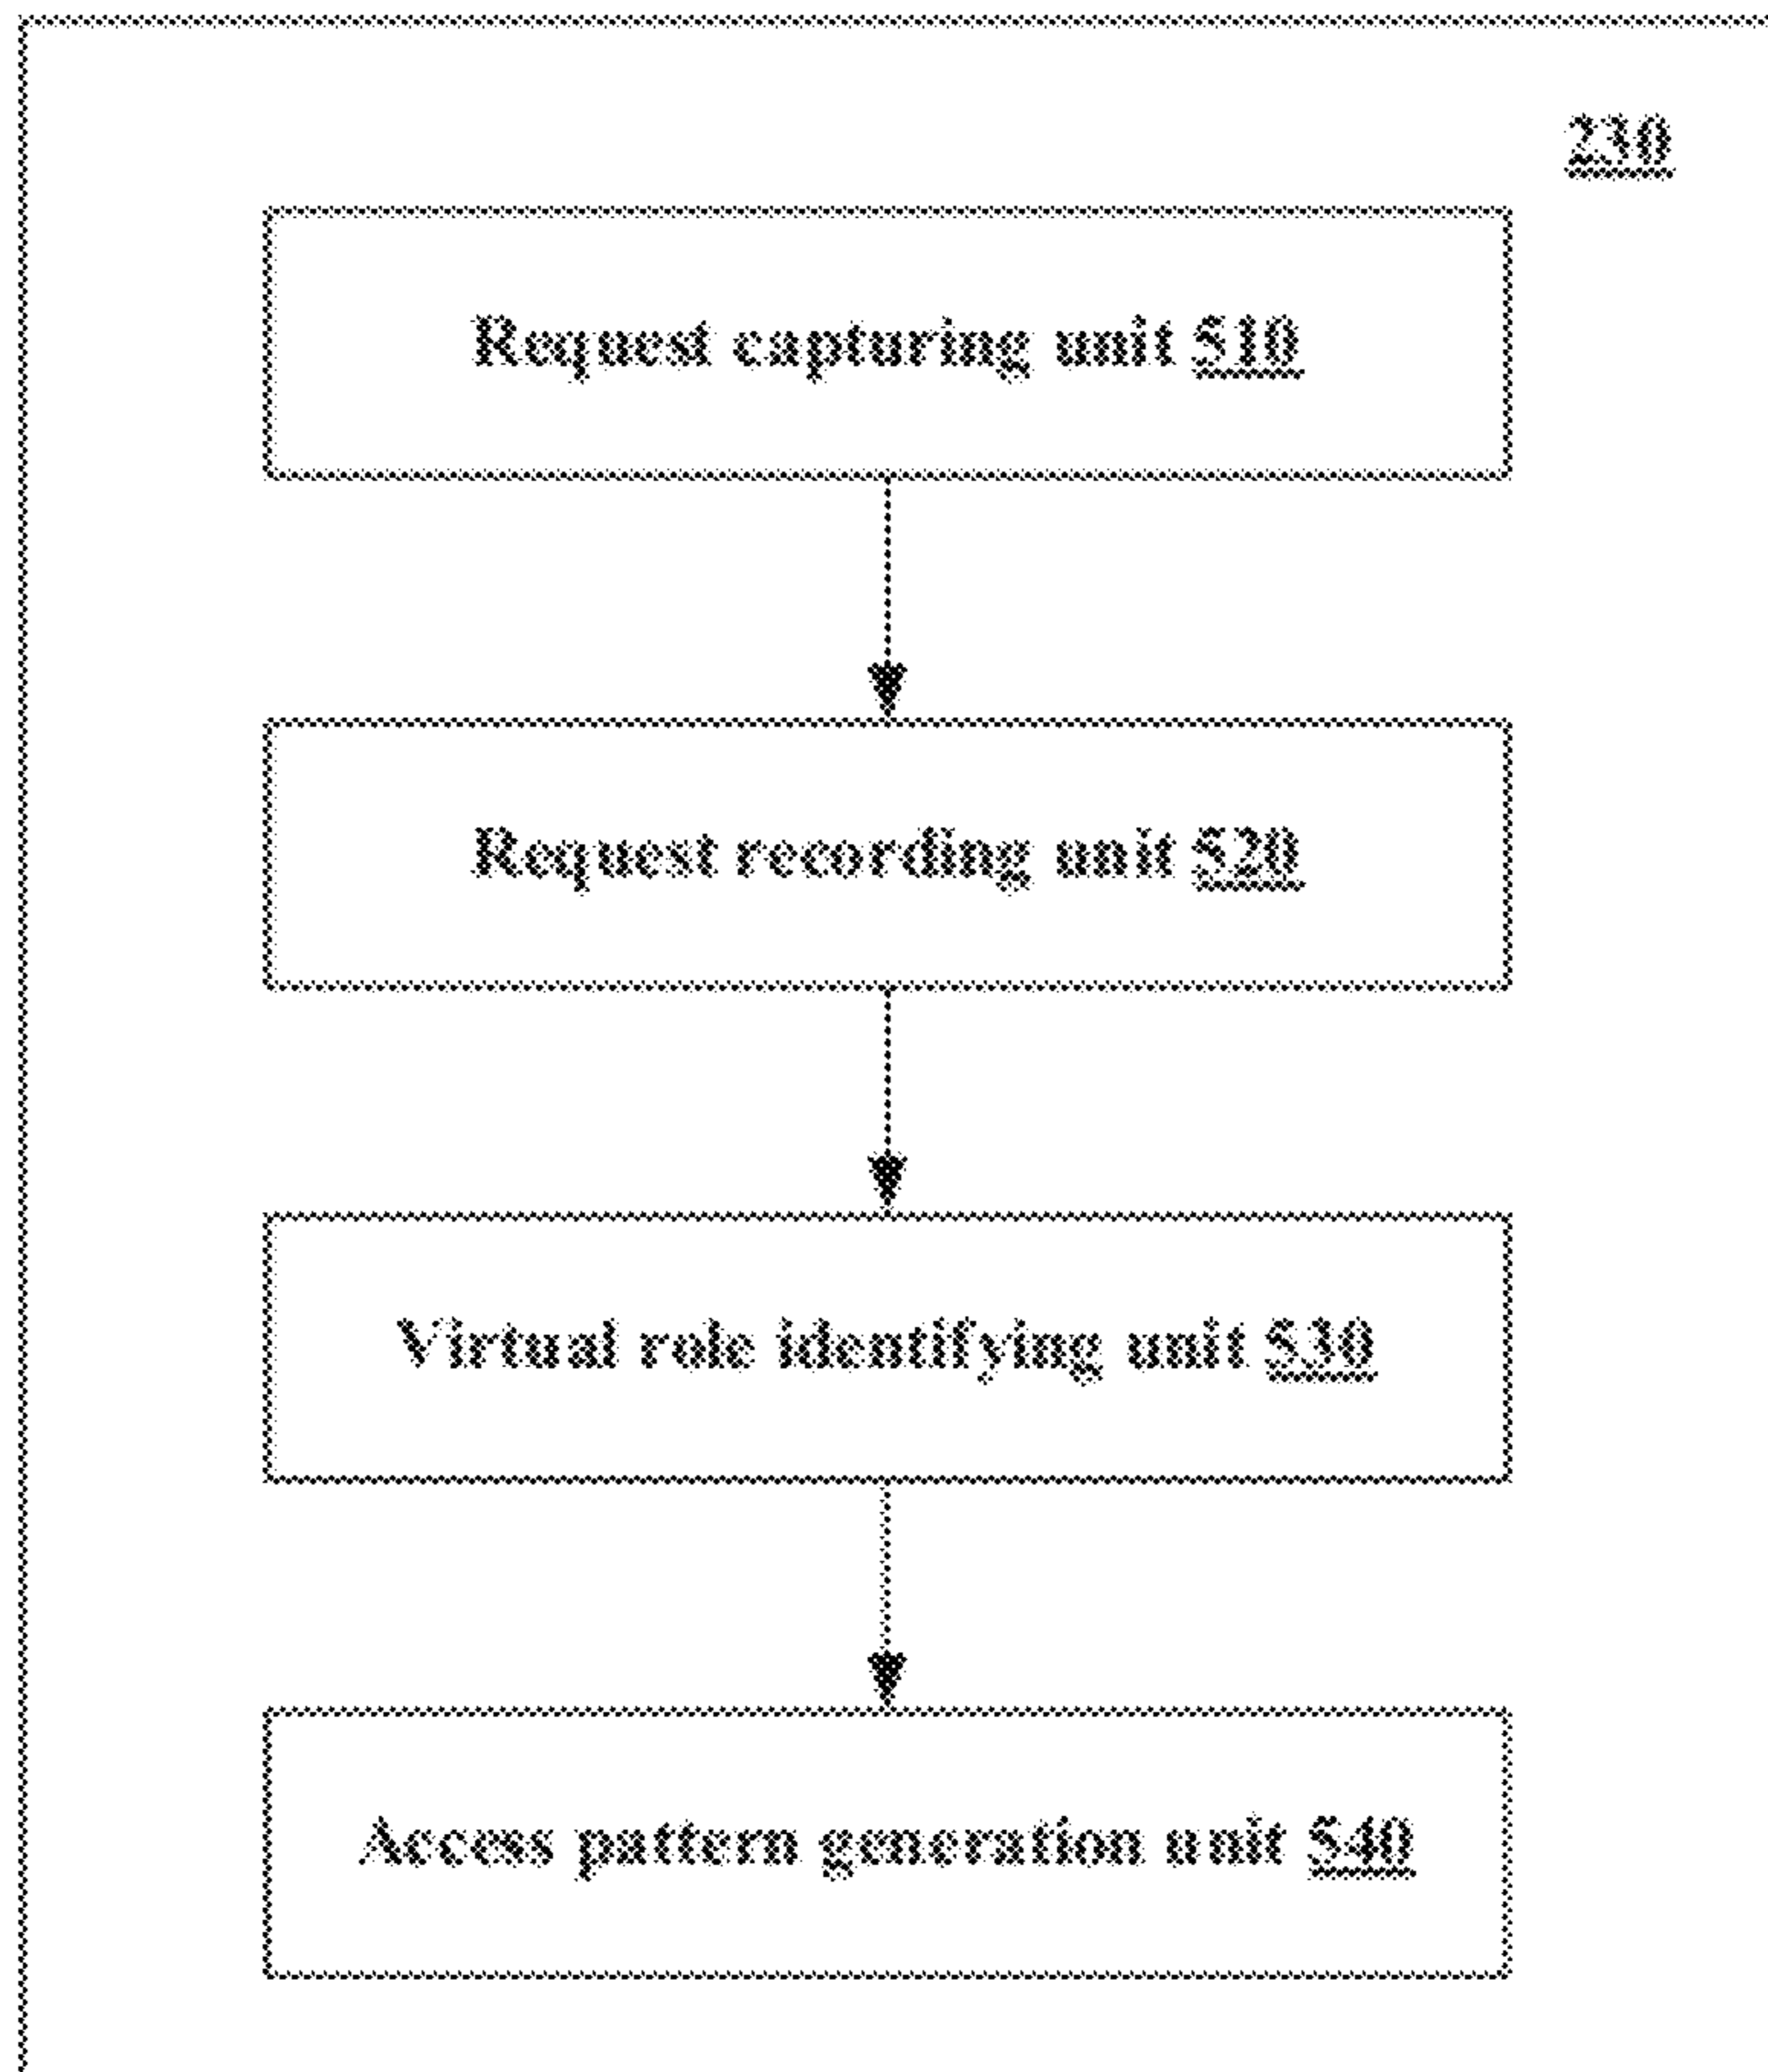 230
Request capturing unit 510
Request recording unit 520
Virtual role identifying unit 530
Access pattern generation unit 540